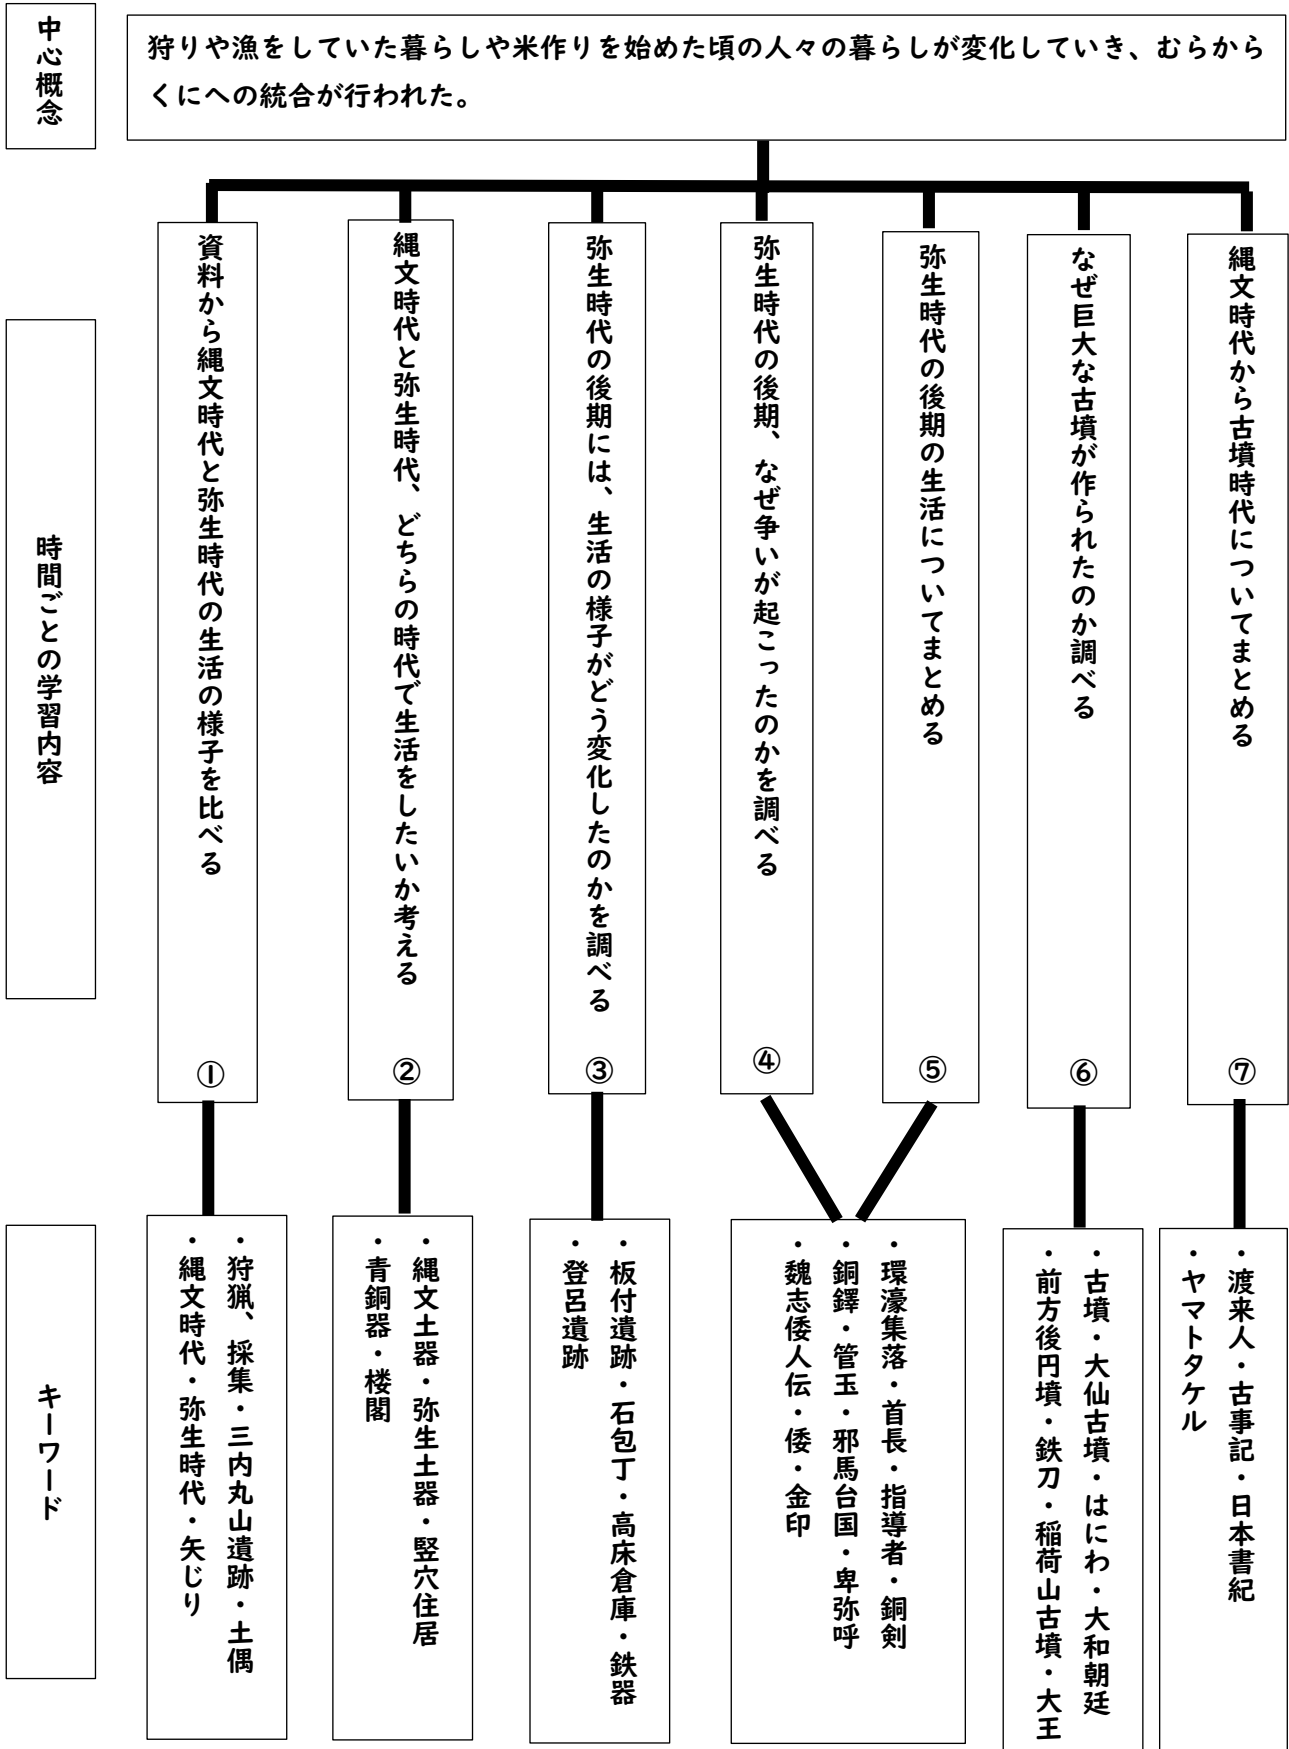 中心概念
狩りや漁をしていた暮らしや米作りを始めた頃の人々の暮らしが変化していき、むらから
くにへの統合が行われた。
時間ごとの学習内容
資料から縄文時代と弥生時代の生活の様子を比べる ①
縄文時代と弥生時代、どちらの時代で生活をしたいか考える ②
弥生時代の後期には、生活の様子がどう変化したのかを調べる ③
弥生時代の後期、なぜ争いが起こったのかを調べる ④
弥生時代の後期の生活についてまとめる ⑤
なぜ巨大な古墳が作られたのか調べる ⑥
縄文時代から古墳時代についてまとめる ⑦
キーワード
・狩猟、採集・三内丸山遺跡・土偶
・縄文時代・弥生時代・矢じり
・縄文土器・弥生土器・竪穴住居
・青銅器・楼閣
・板付遺跡・石包丁・高床倉庫・鉄器
・登呂遺跡
・環濠集落・首長・指導者・銅剣
・銅鐸・管玉・邪馬台国・卑弥呼
・魏志倭人伝・倭・金印
・古墳・大仙古墳・はにわ・大和朝廷
・前方後円墳・鉄刀・稲荷山古墳・大王
・渡来人・古事記・日本書紀
・ヤマトタケル